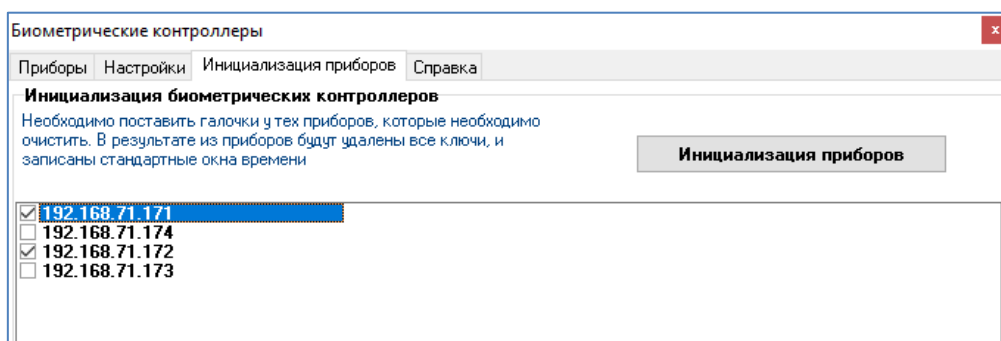 Биометрические контроллеры
x
Приборы Настройки Инициализация приборов Справка
Инициализация биометрических контроллеров
Необходимо поставить галочки у тех приборов, которые необходимо
очистить. В результате из приборов будут удалены все ключи, и
записаны стандартные окна времени
Инициализация приборов
192.168.71.171
192.168.71.174
192.168.71.172
192.168.71.173